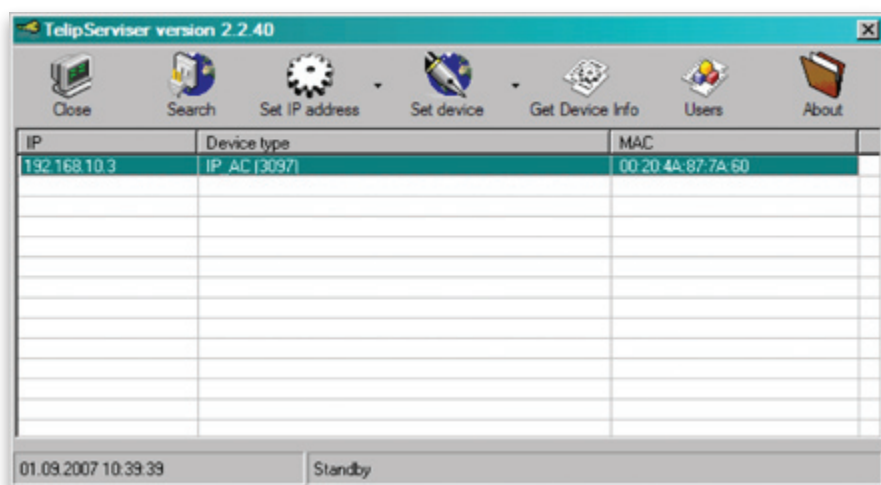 TelipServiser version 2.2.40
Close Search Set IP address Set device Get Device Info Users About
IP Device type MAC
192.168.10.3 IP_AC (3097) 00:20:4A:87:7A:60
01.09.2007 10:39:39 Standby